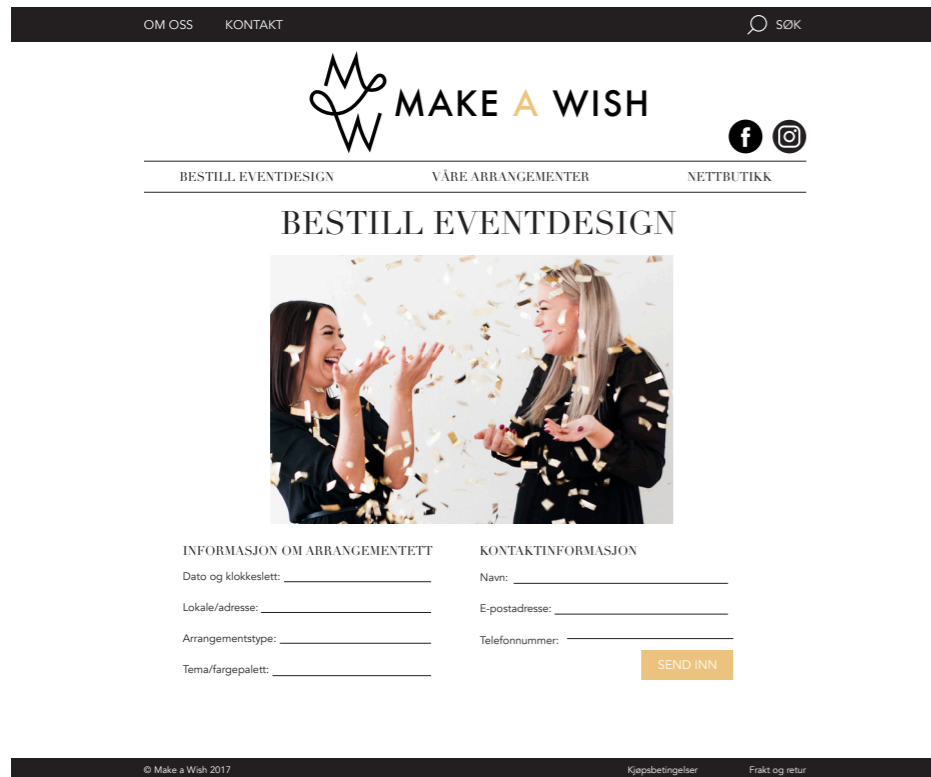 OM OSS KONTAKT SØK
MAKE A WISH
BESTILL EVENTDESIGN VÅRE ARRANGEMENTER NETTBUTIKK
BESTILL EVENTDESIGN
INFORMASJON OM ARRANGEMENTETT
Dato og klokkeslett:
Lokale/adresse:
Arrangementstype:
Tema/fargepalett:
KONTAKTINFORMASJON
Navn:
E-postadresse:
Telefonnummer:
SEND INN
© Make a Wish 2017 Kjøpsbetingelser Frakt og retur